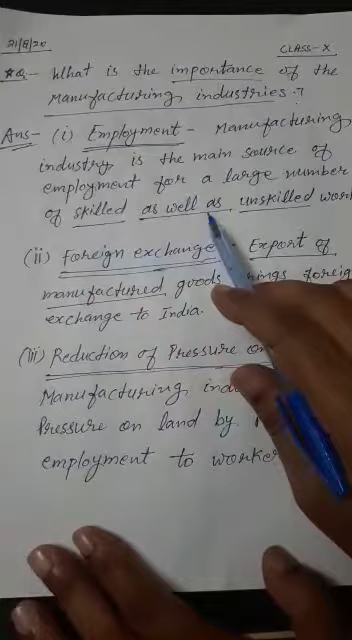 21/8/20
CLASS-X
*Q.- What is the importance of the
Manufacturing industries?
Ans- (i) Employment - Manufacturing
industry is the main source of
employment for a large number
of skilled as well as unskilled
(ii) Foreign exchange - Export of
manufactured goods
exchange to India.
(iii) Reduction of Pressure on
Manufacturing
Pressure on land by
employment to